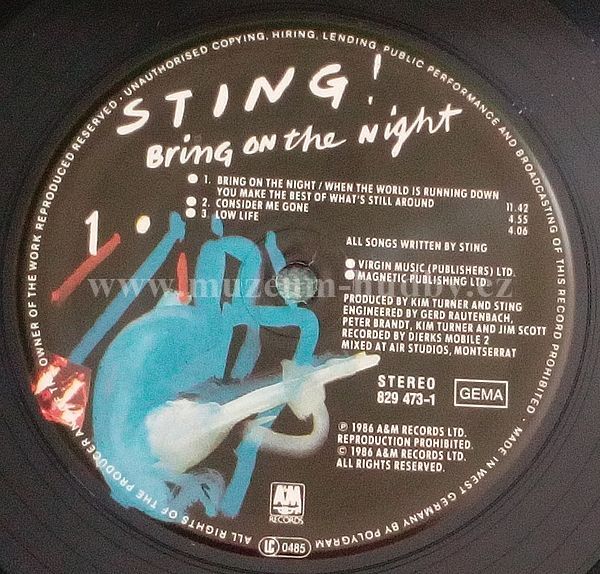 UNAUTHORISED COPYING, HIRING, LENDING, PUBLIC PERFORMANCE AND BROADCASTING OF THIS RECORD PROHIBITED. · MADE IN WEST GERMANY BY POLYGRAM
ALL RIGHTS OF THE PRODUCER AND OWNER OF THE WORK REPRODUCED RESERVED.
STING!
Bring on the Night
1. BRING ON THE NIGHT / WHEN THE WORLD IS RUNNING DOWN
YOU MAKE THE BEST OF WHAT'S STILL AROUND 11.42
2. CONSIDER ME GONE 4.55
3. LOW LIFE 4.06
1.
ALL SONGS WRITTEN BY STING
VIRGIN MUSIC (PUBLISHERS) LTD.
MAGNETIC PUBLISHING LTD.
PRODUCED BY KIM TURNER AND STING
ENGINEERED BY GERD RAUTENBACH,
PETER BRANDT, KIM TURNER AND JIM SCOTT
RECORDED BY DIERKS MOBILE 2
MIXED AT AIR STUDIOS, MONTSERRAT
STEREO
829 473-1
GEMA
℗ 1986 A&M RECORDS LTD.
REPRODUCTION PROHIBITED.
© 1986 A&M RECORDS LTD.
ALL RIGHTS RESERVED.
A&M
RECORDS
LC 0485